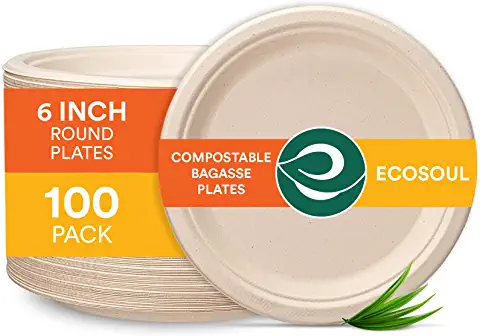 6 INCH
ROUND
PLATES
100
PACK
COMPOSTABLE
BAGASSE
PLATES
ECOSOUL